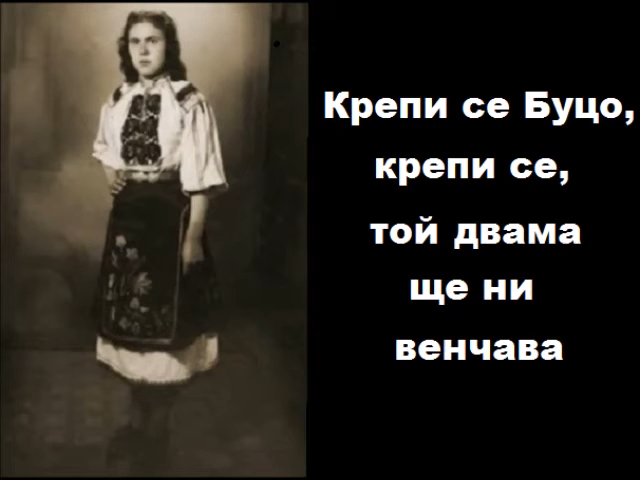 Крепи се Буцо,
крепи се,
той двама
ще ни
венчава